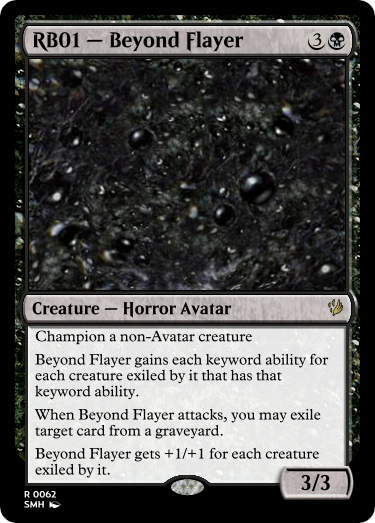 RB01 — Beyond Flayer 3
Creature — Horror Avatar
Champion a non-Avatar creature
Beyond Flayer gains each keyword ability for
each creature exiled by it that has that
keyword ability.
When Beyond Flayer attacks, you may exile
target card from a graveyard.
Beyond Flayer gets +1/+1 for each creature
exiled by it.
3/3
R 0062
SMH